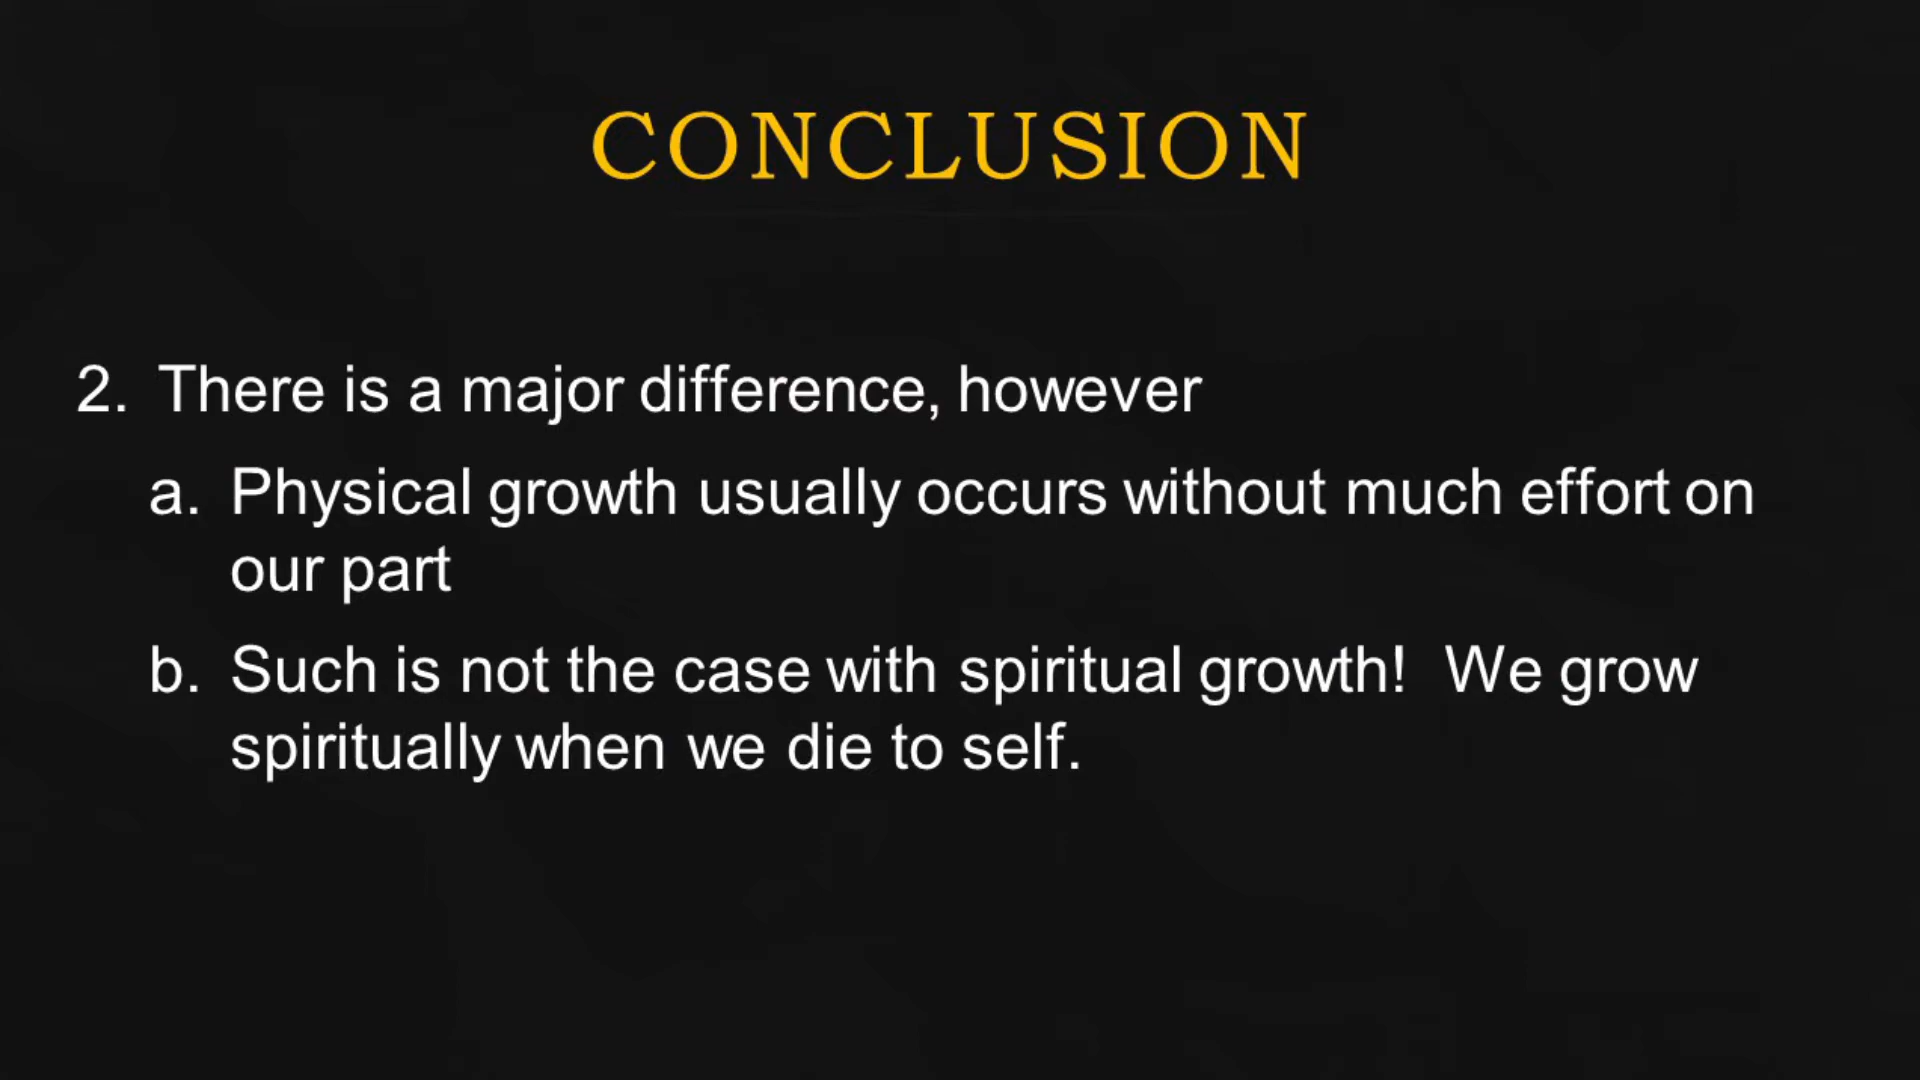 CONCLUSION
2. There is a major difference, however
a. Physical growth usually occurs without much effort on
our part
b. Such is not the case with spiritual growth!  We grow
spiritually when we die to self.